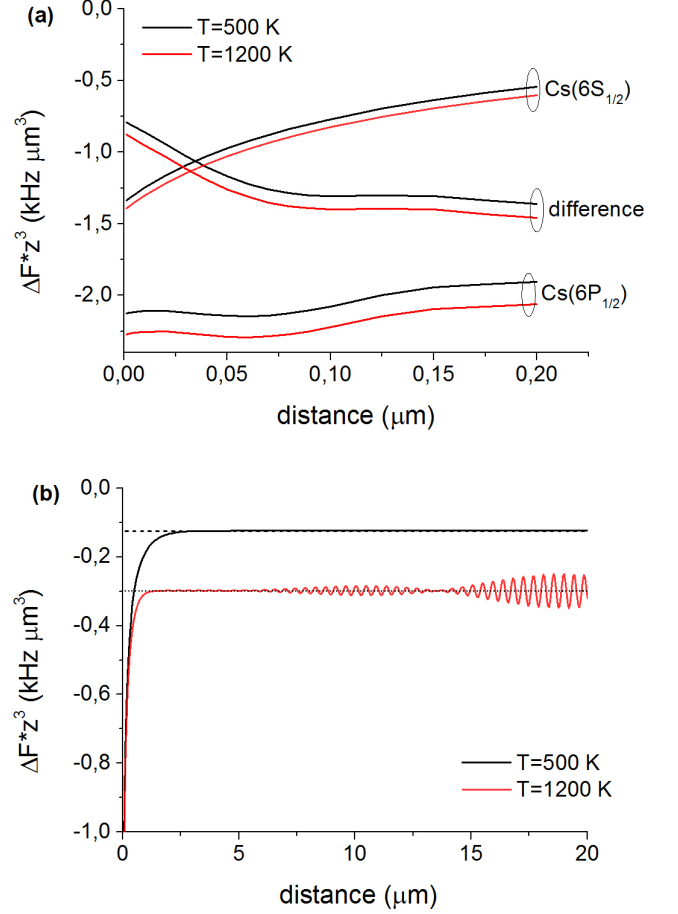 (a)
0,0
-0,5
-1,0
-1,5
-2,0
ΔF*z³ (kHz μm³)
T=500 K
T=1200 K
Cs(6S₁/₂)
difference
Cs(6P₁/₂)
0,00 0,05 0,10 0,15 0,20
distance (μm)
(b)
0,0
-0,2
-0,4
-0,6
-0,8
-1,0
ΔF*z³ (kHz μm³)
T=500 K
T=1200 K
0 5 10 15 20
distance (μm)